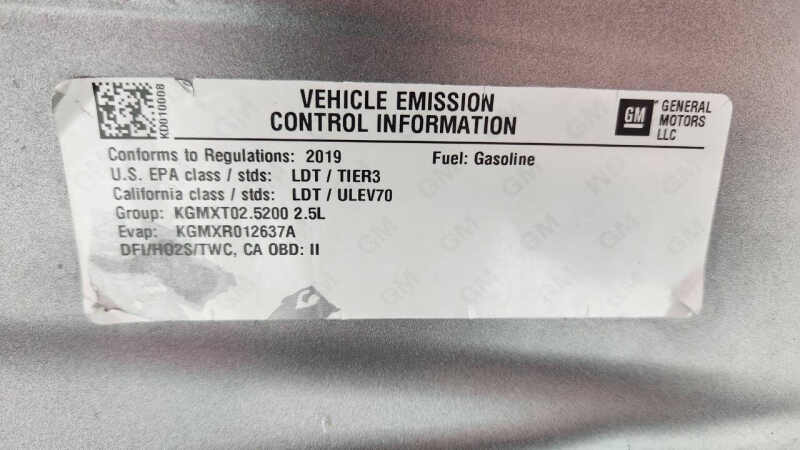 KD010008
VEHICLE EMISSION
CONTROL INFORMATION
GM
GENERAL
MOTORS
LLC
Conforms to Regulations: 2019 Fuel: Gasoline
U.S. EPA class / stds: LDT / TIER3
California class / stds: LDT / ULEV70
Group: KGMXT02.5200 2.5L
Evap: KGMXR012637A
DFI/HO2S/TWC, CA OBD: II